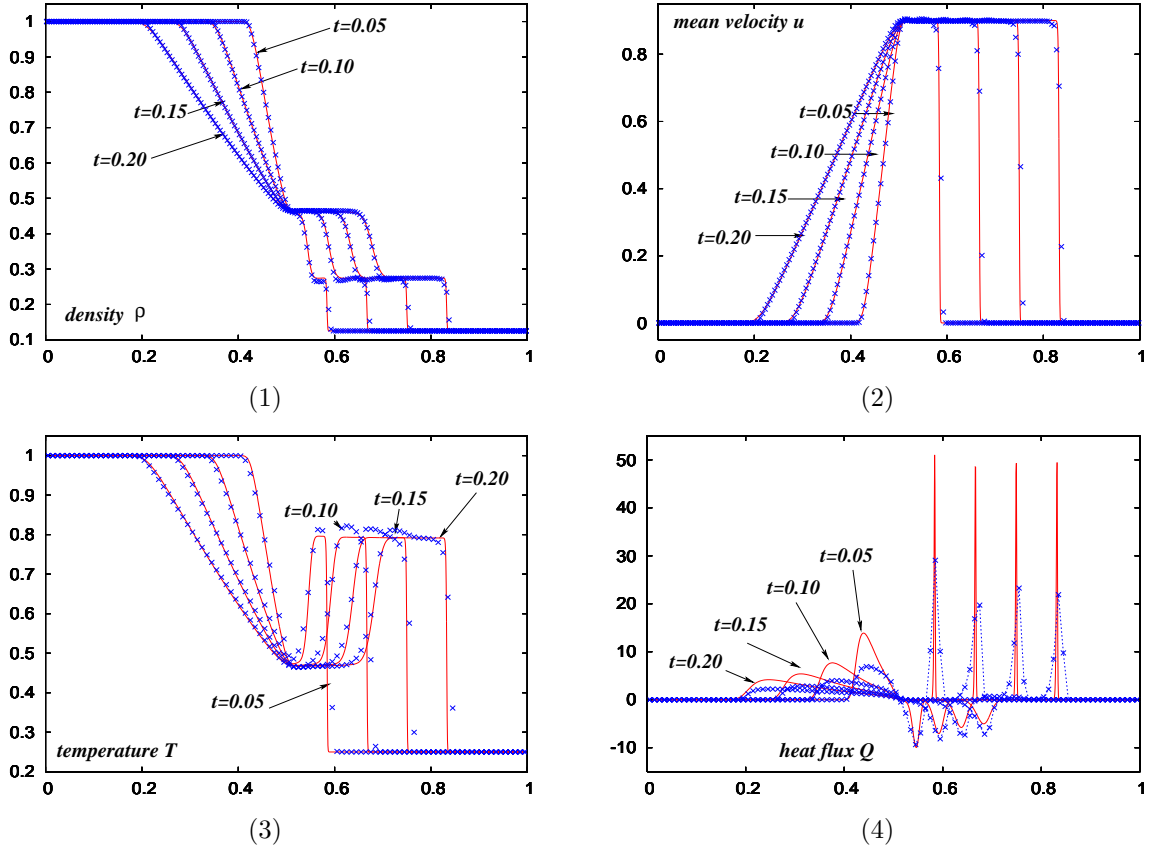 1
0.9
0.8
0.7
0.6
0.5
0.4
0.3
0.2
0.1
0 0.2 0.4 0.6 0.8 1
t=0.05
t=0.10
t=0.15
t=0.20
density ρ
(1)
mean velocity u
0.8
0.6
0.4
0.2
0
0 0.2 0.4 0.6 0.8 1
t=0.05
t=0.10
t=0.15
t=0.20
(2)
1
0.9
0.8
0.7
0.6
0.5
0.4
0.3
0.2
0 0.2 0.4 0.6 0.8 1
t=0.20
t=0.15
t=0.10
t=0.05
temperature T
(3)
50
40
30
20
10
0
-10
0 0.2 0.4 0.6 0.8 1
t=0.05
t=0.10
t=0.15
t=0.20
heat flux Q
(4)